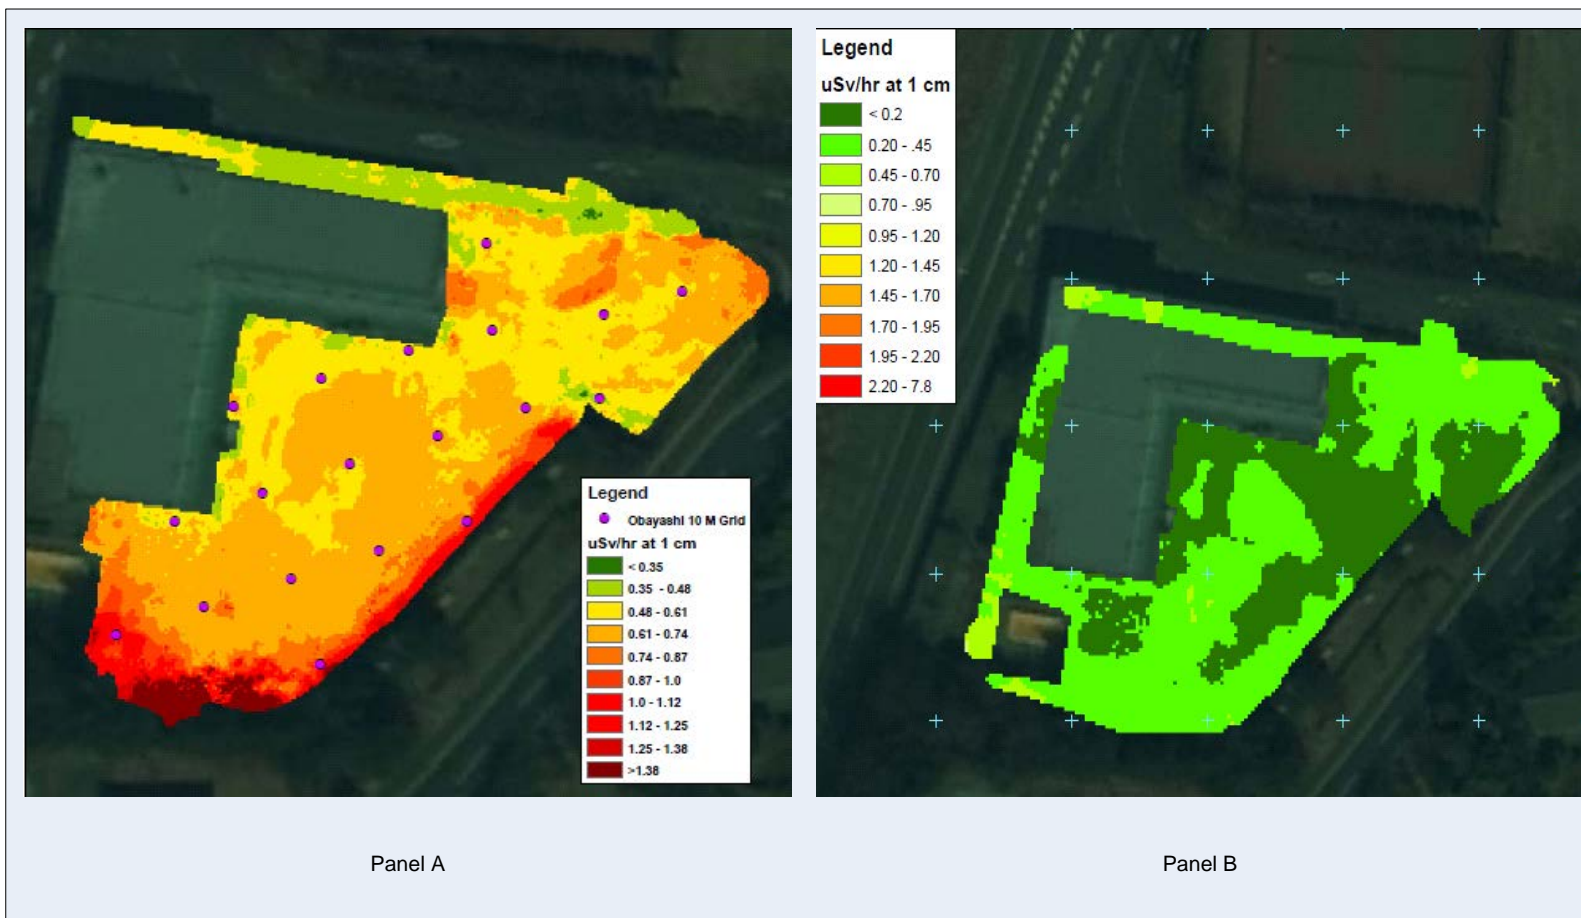 Legend
Obayashi 10 M Grid
uSv/hr at 1 cm
< 0.35
0.35 - 0.48
0.48 - 0.61
0.61 - 0.74
0.74 - 0.87
0.87 - 1.0
1.0 - 1.12
1.12 - 1.25
1.25 - 1.38
>1.38
Legend
uSv/hr at 1 cm
< 0.2
0.20 - .45
0.45 - 0.70
0.70 - .95
0.95 - 1.20
1.20 - 1.45
1.45 - 1.70
1.70 - 1.95
1.95 - 2.20
2.20 - 7.8
Panel A
Panel B